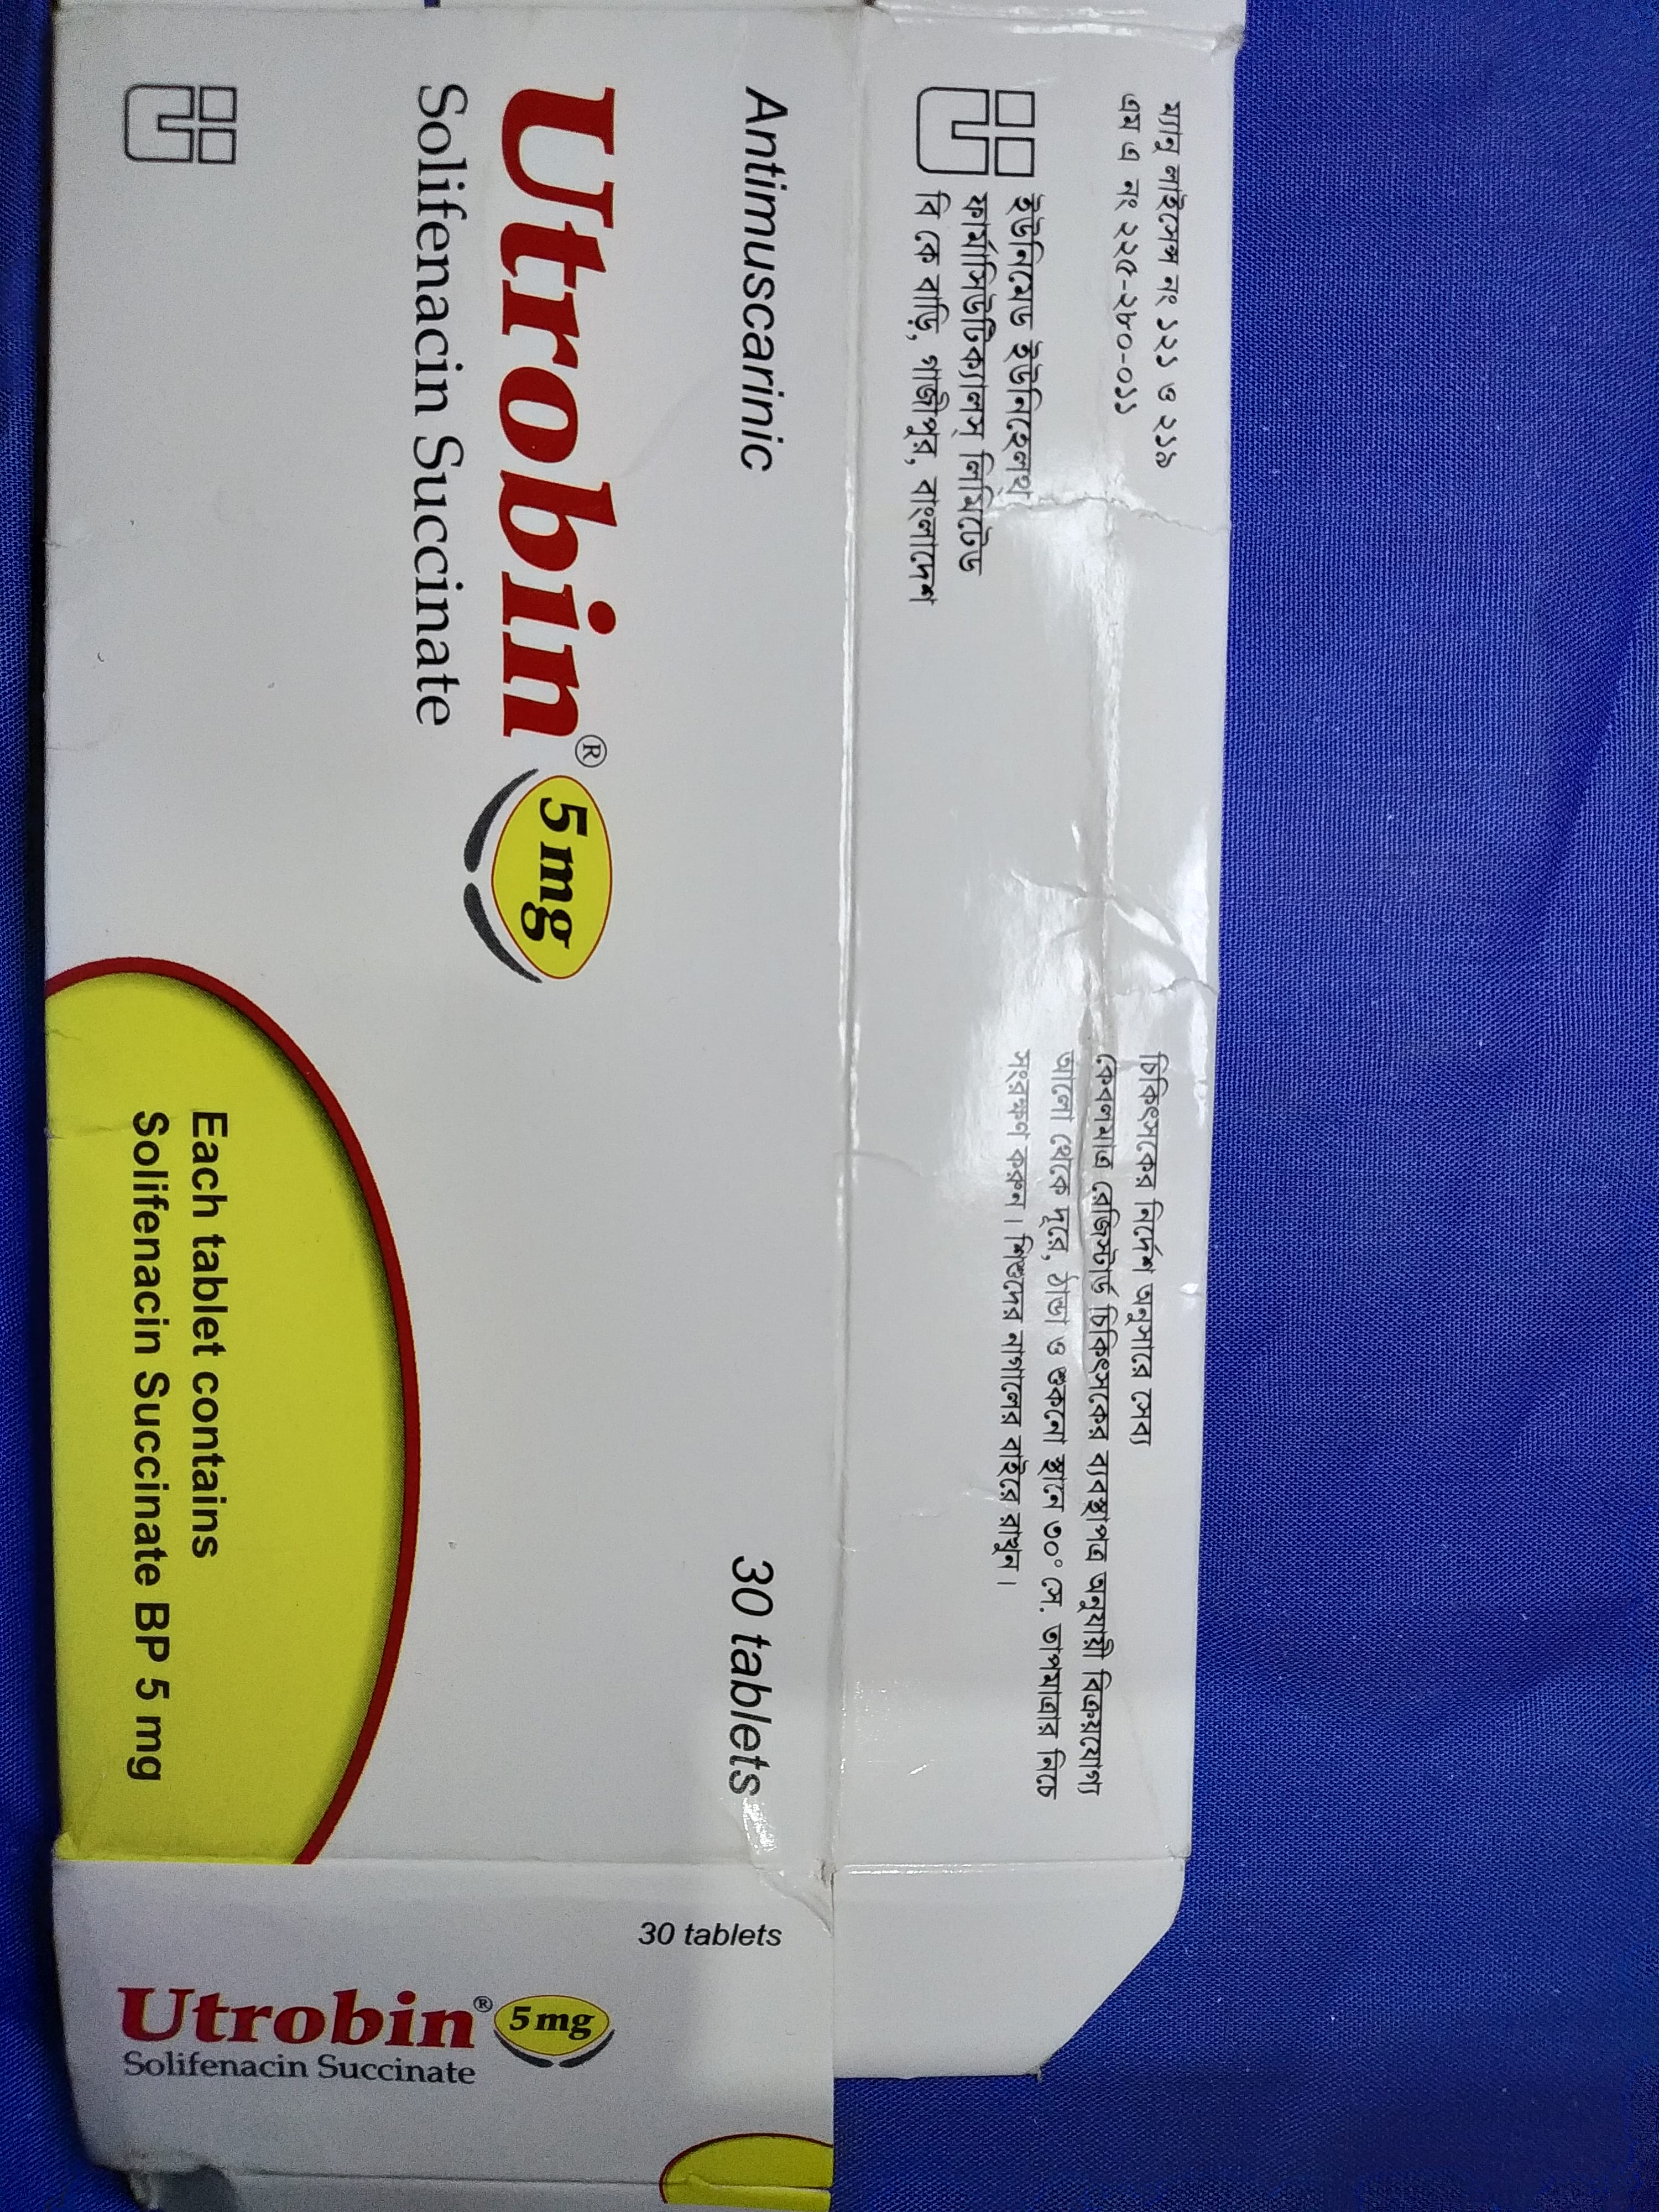 ম্যানু লাইসেন্স নং ১২১ ও ২১৯
এম এ নং ২২৫-২৮০-০১১
ইউনিমেড ইউনিহেলথ্
ফার্মাসিউটিক্যালস্ লিমিটেড
বি কে বাড়ি, গাজীপুর, বাংলাদেশ
চিকিৎসকের নির্দেশ অনুসারে সেব্য
কেবলমাত্র রেজিস্টার্ড চিকিৎসকের ব্যবস্থাপত্র অনুযায়ী বিক্রয়যোগ্য
আলো থেকে দূরে, ঠান্ডা ও শুকনো স্থানে ৩০° সে. তাপমাত্রার নিচে
সংরক্ষণ করুন। শিশুদের নাগালের বাইরে রাখুন।
Antimuscarinic
30 tablets
Utrobin® 5 mg
Solifenacin Succinate
Each tablet contains
Solifenacin Succinate BP 5 mg
30 tablets
Utrobin® 5 mg
Solifenacin Succinate